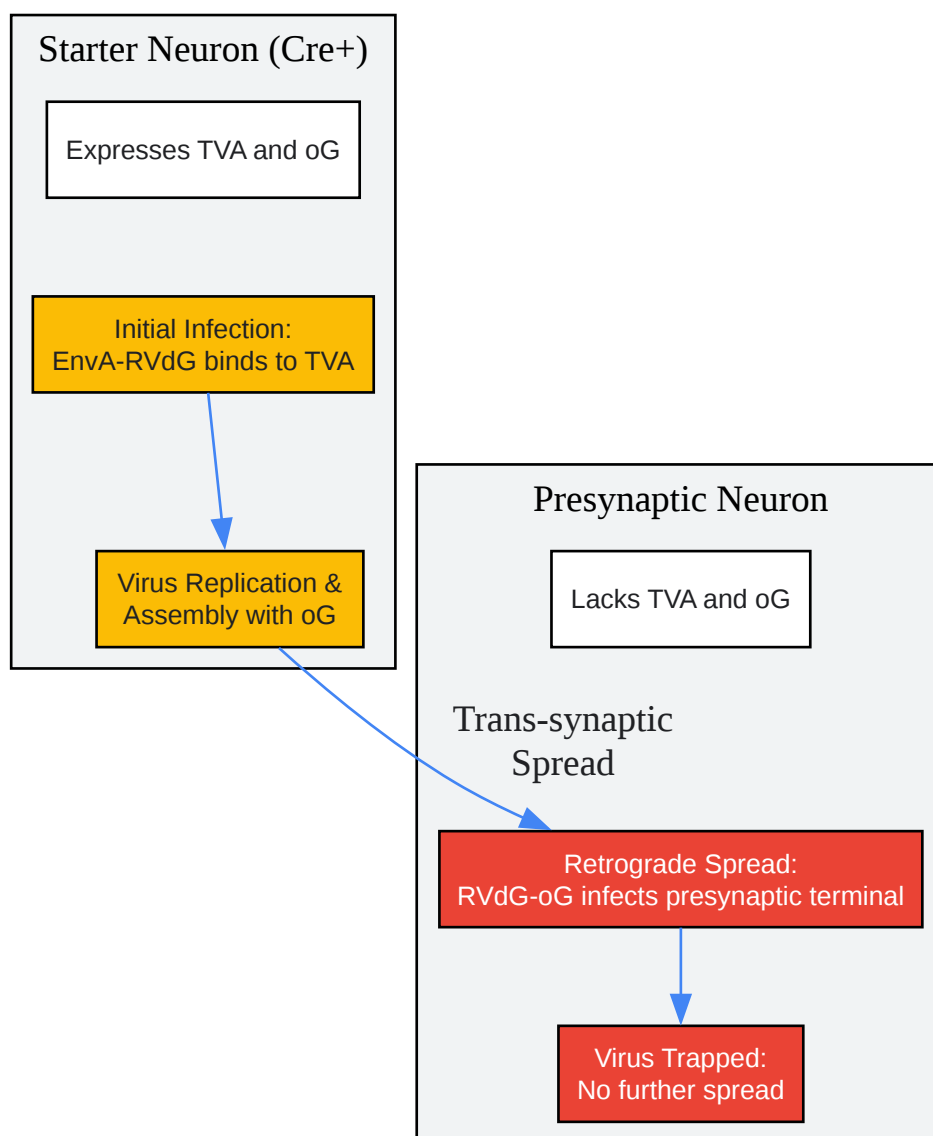 Starter Neuron (Cre+)
Expresses TVA and oG
Initial Infection:
EnvA-RVdG binds to TVA
Virus Replication &
Assembly with oG
Presynaptic Neuron
Lacks TVA and oG
Trans-synaptic
Spread
Retrograde Spread:
RVdG-oG infects presynaptic terminal
Virus Trapped:
No further spread